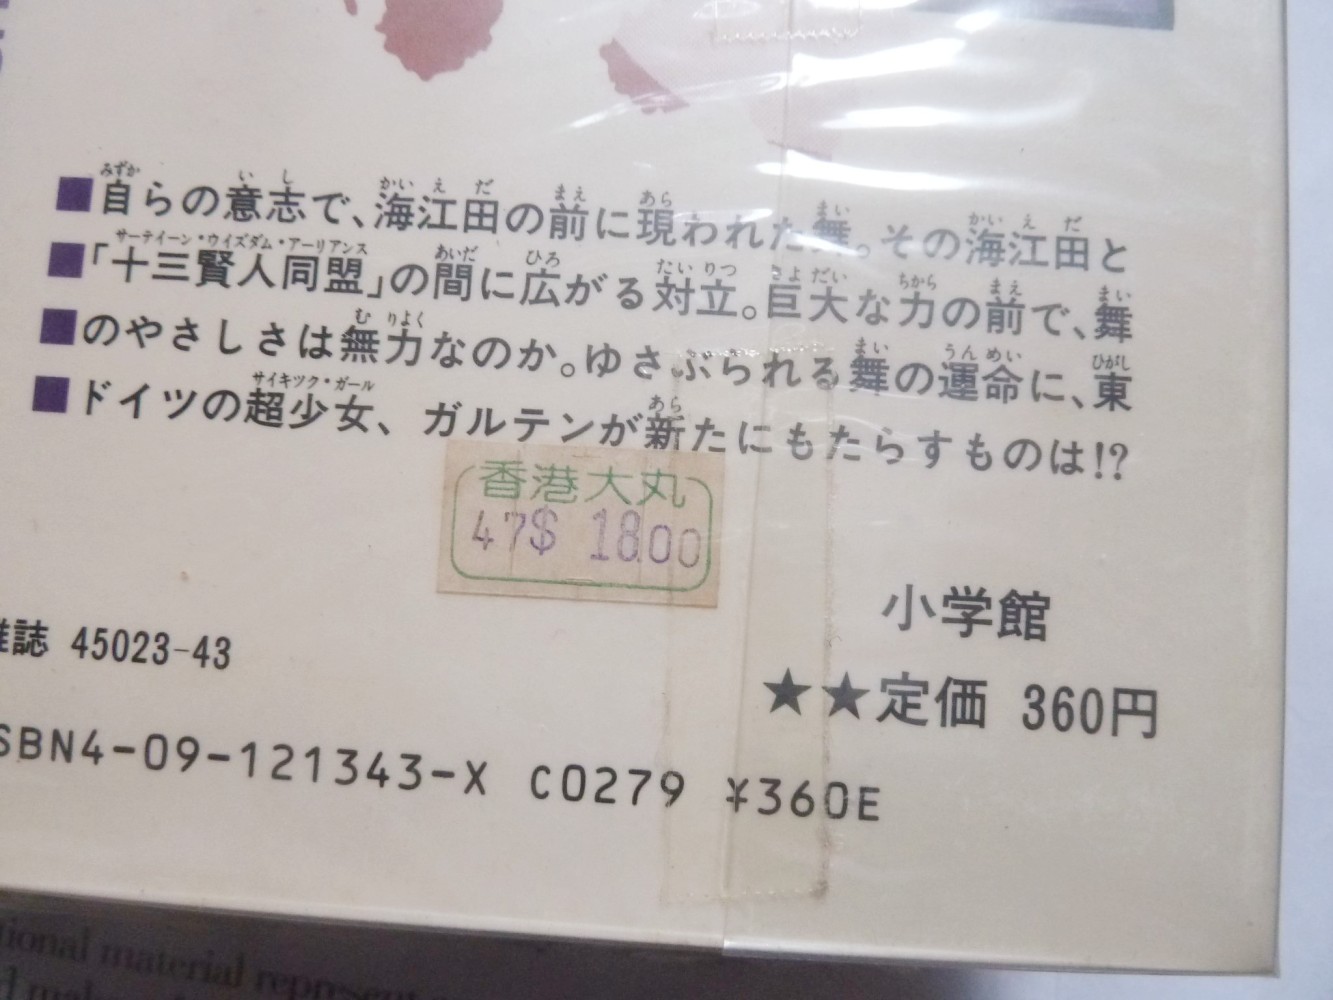 ■自らの意志で、海江田の前に現われた舞。その海江田と
■「十三賢人同盟」の間に広がる対立。巨大な力の前で、舞
■のやさしさは無力なのか。ゆさぶられる舞の運命に、東
■ドイツの超少女、ガルテンが新たにもたらすものは!?
香港大丸
47$ 18.00
小学館
雑誌 45023-43
★★定価 360円
SBN4-09-121343-X C0279 ¥360E
tional material represent